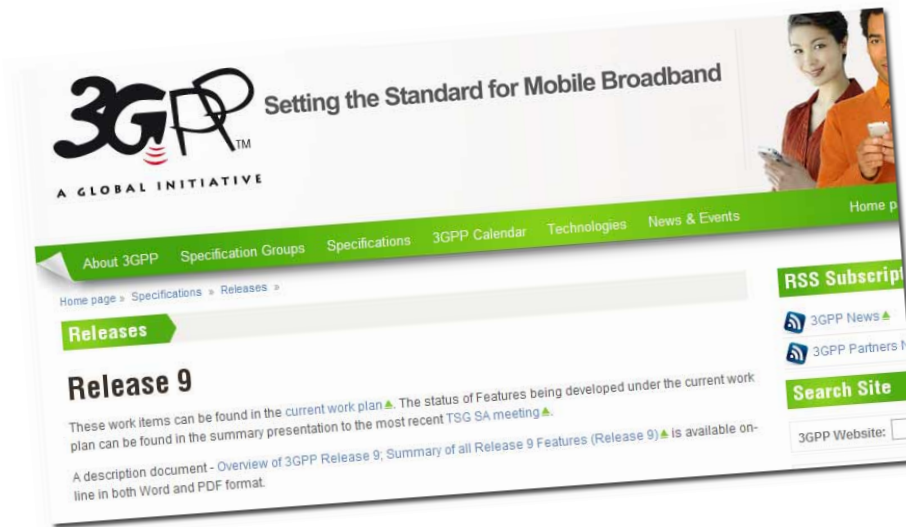 3GPP™
Setting the Standard for Mobile Broadband
A GLOBAL INITIATIVE
About 3GPP Specification Groups Specifications 3GPP Calendar Technologies News & Events Home p
Home page » Specifications » Releases »
Releases
Release 9
These work items can be found in the current work plan. The status of Features being developed under the current work
plan can be found in the summary presentation to the most recent TSG SA meeting.
A description document - Overview of 3GPP Release 9; Summary of all Release 9 Features (Release 9) is available on-
line in both Word and PDF format.
RSS Subscript
3GPP News
3GPP Partners N
Search Site
3GPP Website: